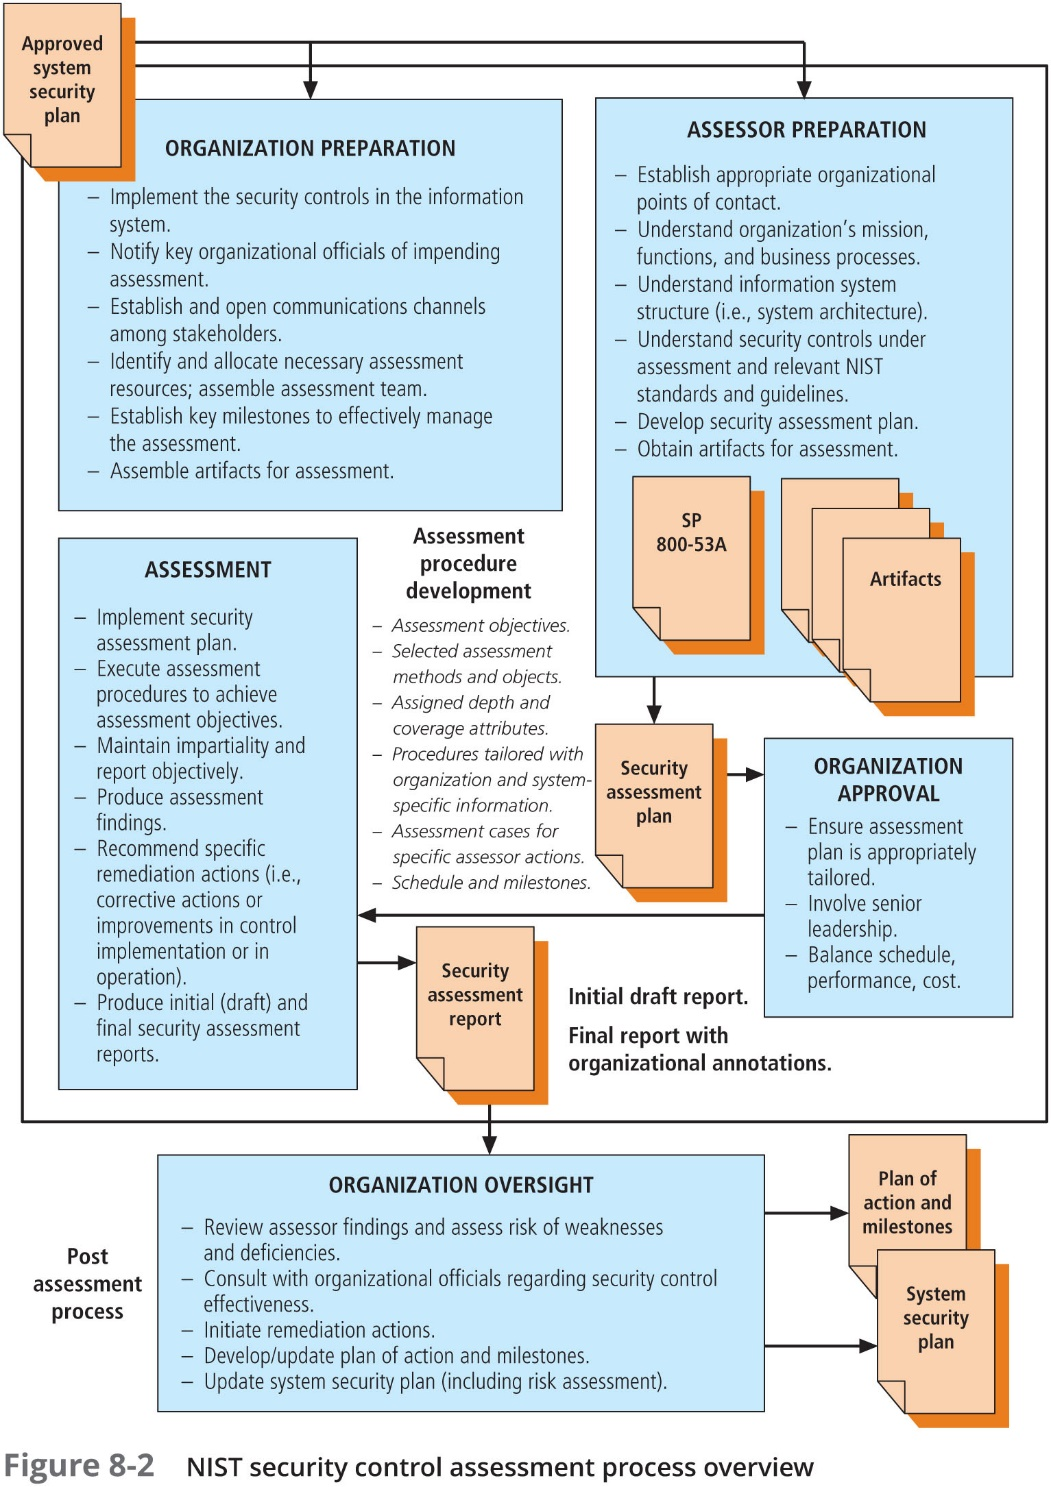 Approved
system
security
plan
ORGANIZATION PREPARATION
– Implement the security controls in the information
system.
– Notify key organizational officials of impending
assessment.
– Establish and open communications channels
among stakeholders.
– Identify and allocate necessary assessment
resources; assemble assessment team.
– Establish key milestones to effectively manage
the assessment.
– Assemble artifacts for assessment.
ASSESSOR PREPARATION
– Establish appropriate organizational
points of contact.
– Understand organization’s mission,
functions, and business processes.
– Understand information system
structure (i.e., system architecture).
– Understand security controls under
assessment and relevant NIST
standards and guidelines.
– Develop security assessment plan.
– Obtain artifacts for assessment.
SP
800-53A
Artifacts
ASSESSMENT
– Implement security
assessment plan.
– Execute assessment
procedures to achieve
assessment objectives.
– Maintain impartiality and
report objectively.
– Produce assessment
findings.
– Recommend specific
remediation actions (i.e.,
corrective actions or
improvements in control
implementation or in
operation).
– Produce initial (draft) and
final security assessment
reports.
Assessment
procedure
development
– Assessment objectives.
– Selected assessment
methods and objects.
– Assigned depth and
coverage attributes.
– Procedures tailored with
organization and system-
specific information.
– Assessment cases for
specific assessor actions.
– Schedule and milestones.
Security
assessment
plan
ORGANIZATION
APPROVAL
– Ensure assessment
plan is appropriately
tailored.
– Involve senior
leadership.
– Balance schedule,
performance, cost.
Security
assessment
report
Initial draft report.
Final report with
organizational annotations.
Post
assessment
process
ORGANIZATION OVERSIGHT
– Review assessor findings and assess risk of weaknesses
and deficiencies.
– Consult with organizational officials regarding security control
effectiveness.
– Initiate remediation actions.
– Develop/update plan of action and milestones.
– Update system security plan (including risk assessment).
Plan of
action and
milestones
System
security
plan
Figure 8-2 NIST security control assessment process overview